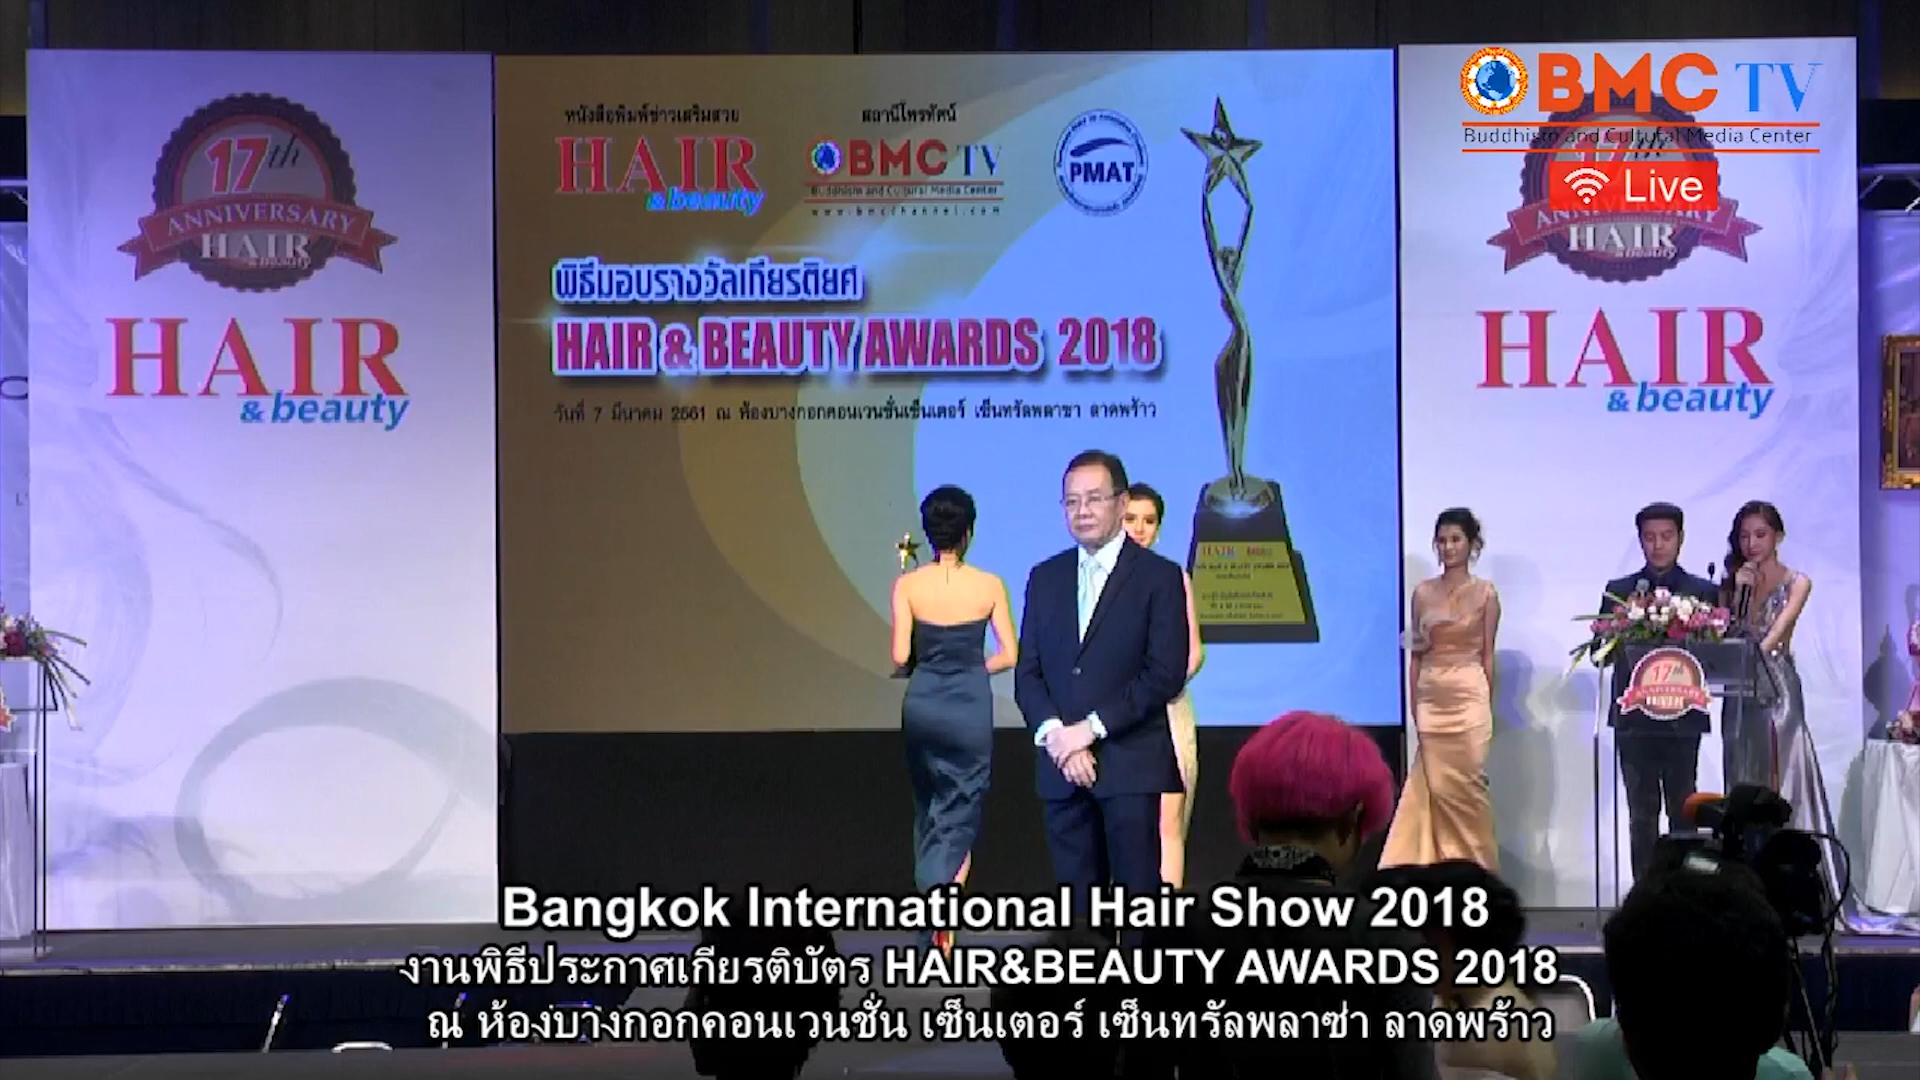 BMC TV
Buddhism and Cultural Media Center
Live
17th
ANNIVERSARY
HAIR
& beauty
HAIR
& beauty
หนังสือพิมพ์ข่าวเสริมสวย
HAIR
& beauty
สถานีโทรทัศน์
BMC TV
Buddhism and Cultural Media Center
www.bmcchannel.com
PMAT
พิธีมอบรางวัลเกียรติยศ
HAIR & BEAUTY AWARDS 2018
วันที่ 7 มีนาคม 2561 ณ ห้องบางกอกคอนเวนชั่นเซ็นเตอร์ เซ็นทรัลพลาซา ลาดพร้าว
ANNIVERSARY
HAIR
& beauty
HAIR
& beauty
HAIR
17th
ANNIVERSARY
HAIR
Bangkok International Hair Show 2018
งานพิธีประกาศเกียรติบัตร HAIR&BEAUTY AWARDS 2018
ณ ห้องบางกอกคอนเวนชั่น เซ็นเตอร์ เซ็นทรัลพลาซ่า ลาดพร้าว